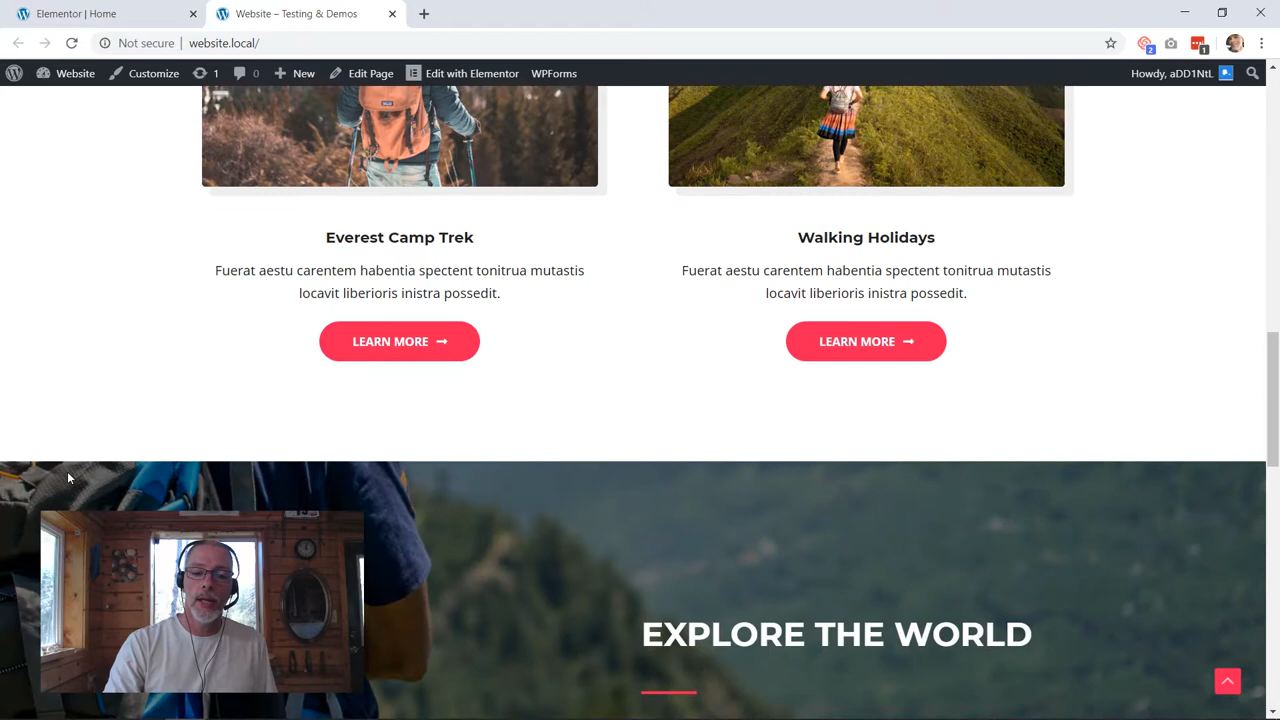 Elementor | Home
Website – Testing & Demos
Not secure | website.local/
2
1
Website
Customize
1
0
New
Edit Page
Edit with Elementor
WPForms
Howdy, aDD1NtL
Everest Camp Trek
Fuerat aestu carentem habentia spectent tonitrua mutastis
locavit liberioris inistra possedit.
LEARN MORE
Walking Holidays
Fuerat aestu carentem habentia spectent tonitrua mutastis
locavit liberioris inistra possedit.
LEARN MORE
EXPLORE THE WORLD